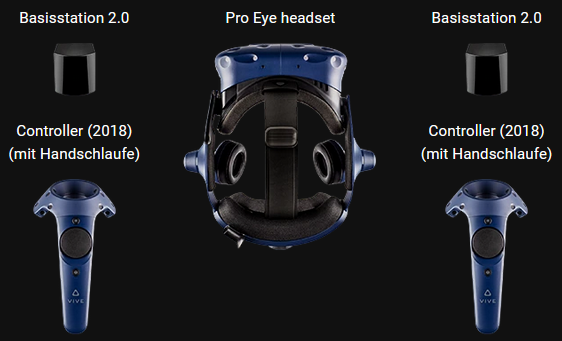 Basisstation 2.0
Pro Eye headset
Basisstation 2.0
Controller (2018)
(mit Handschlaufe)
Controller (2018)
(mit Handschlaufe)
VIVE
VIVE